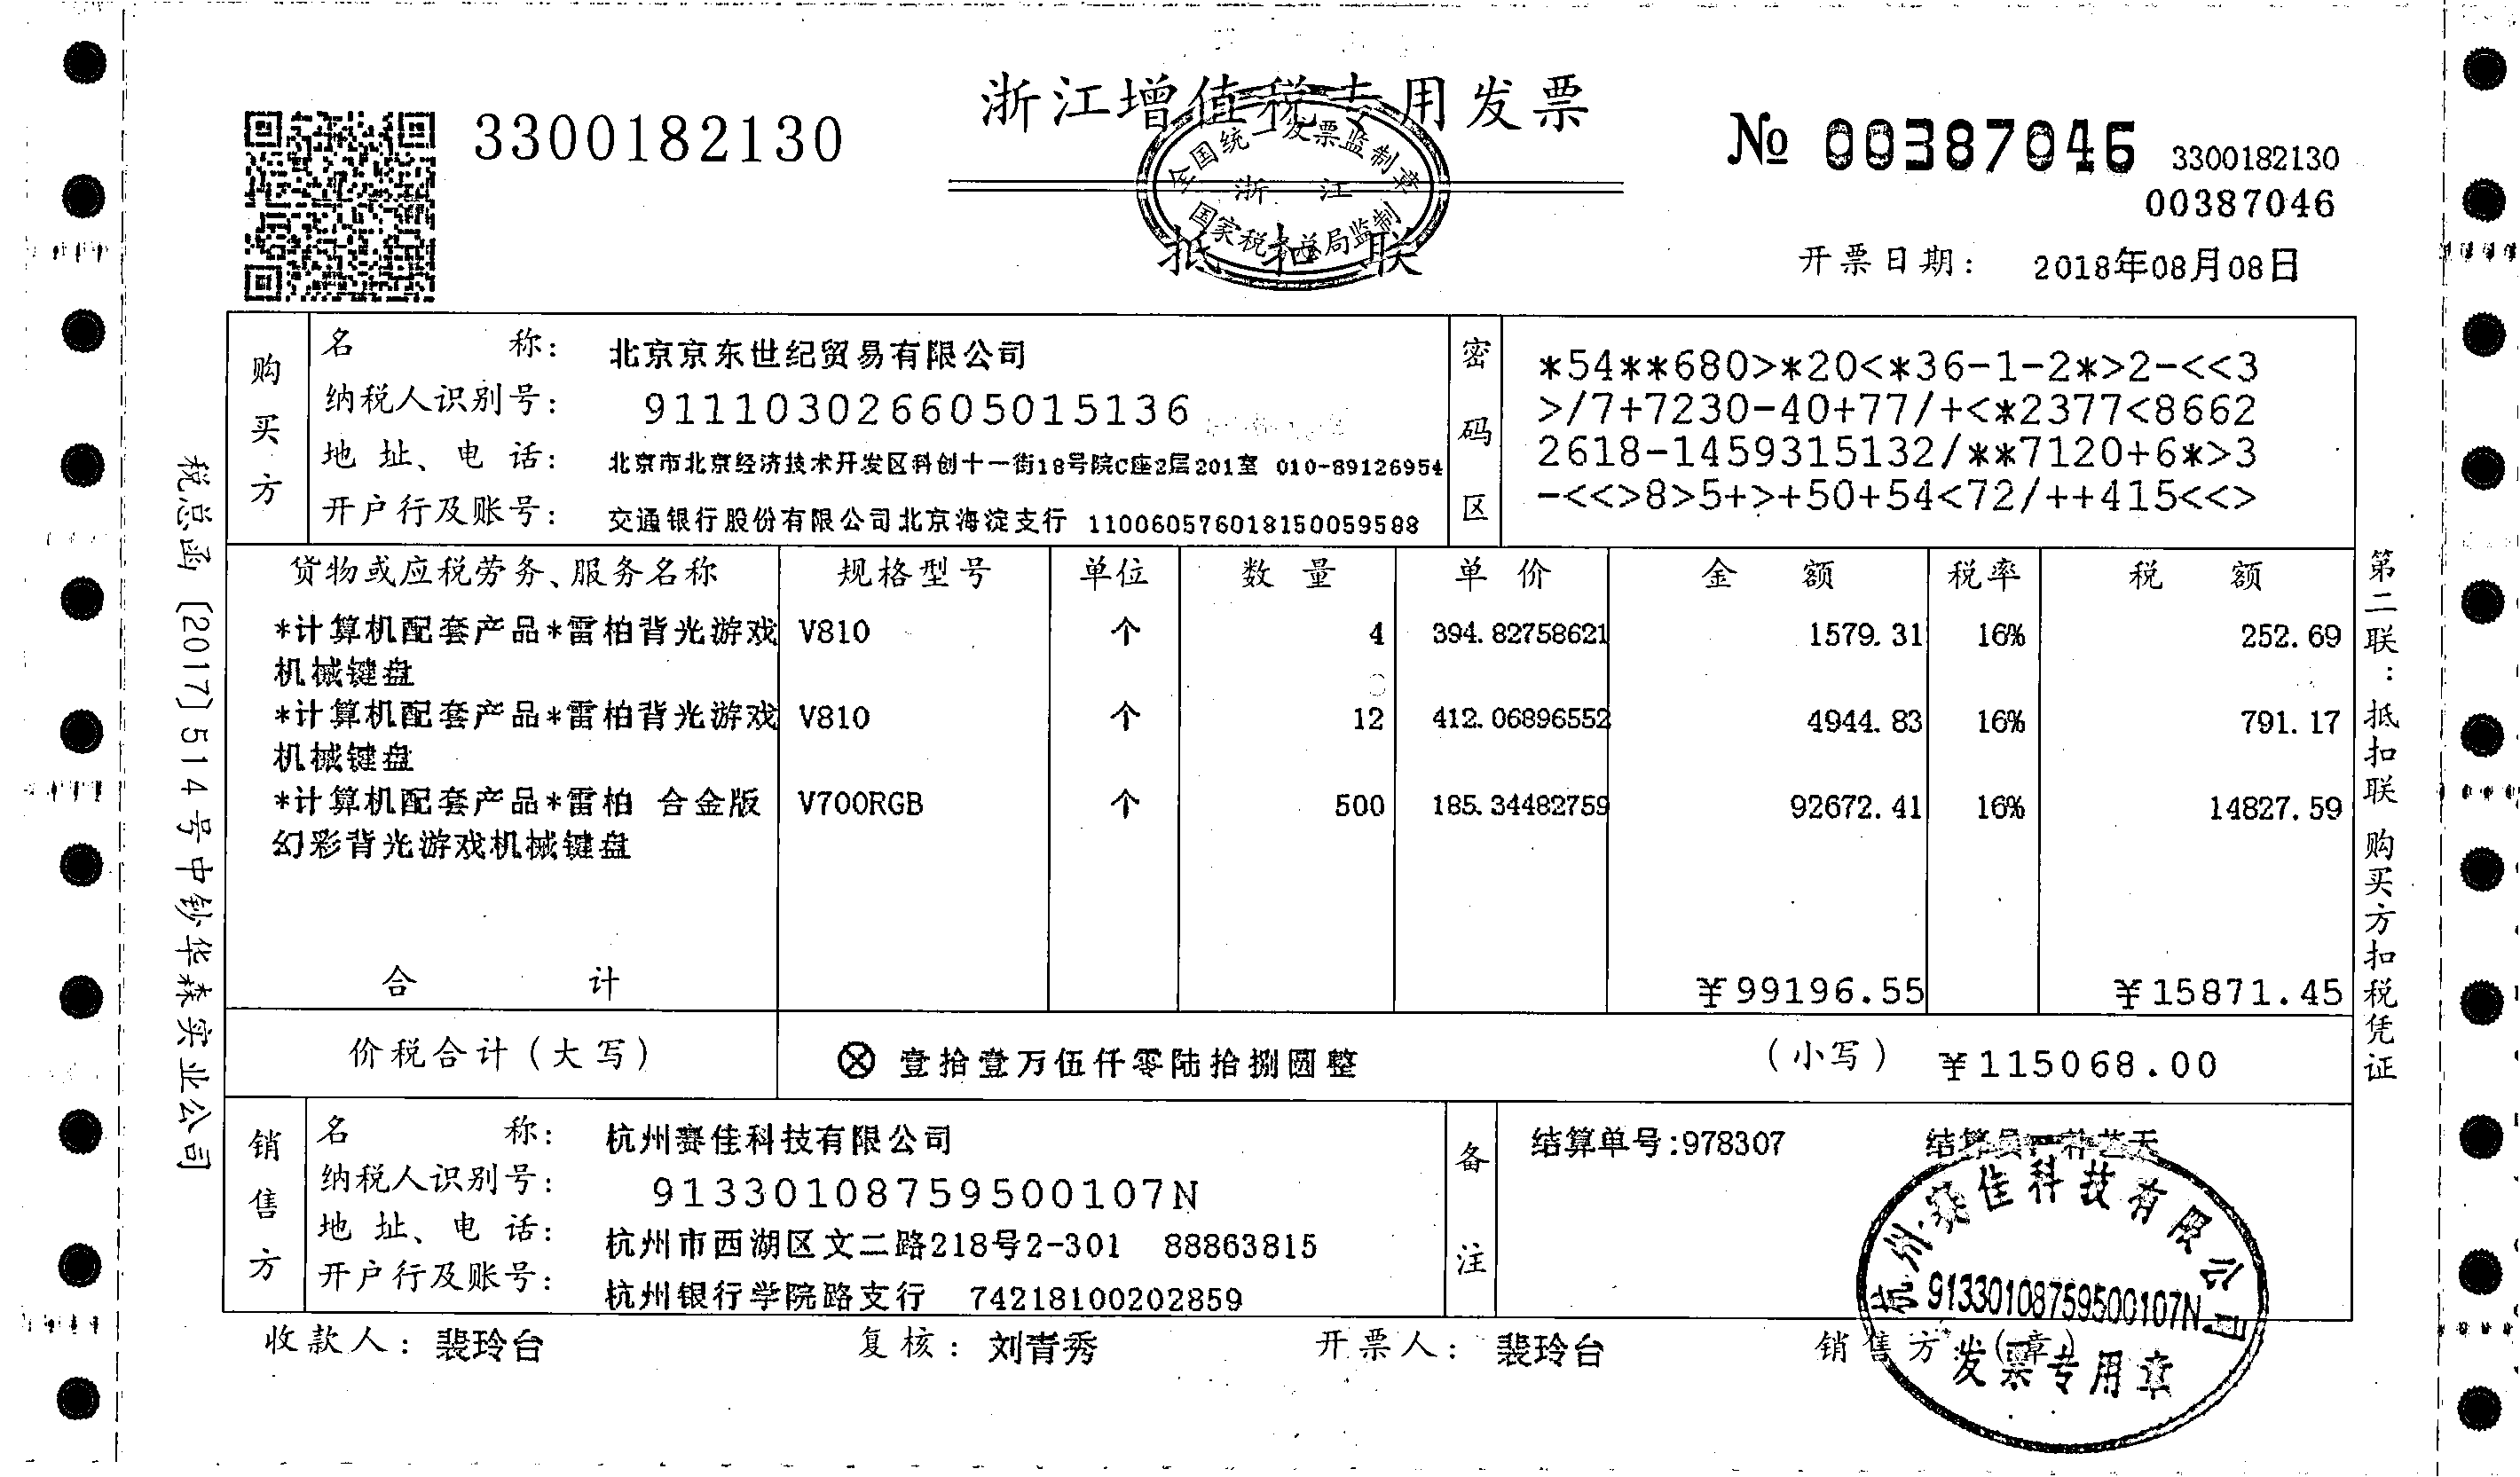 浙江增值税专用发票
3300182130
№ 00387046
3300182130
00387046
全国统一发票监制章
浙 江
国家税务总局监制
抵扣联
开票日期： 2018年08月08日
购买方
名 称： 北京京东世纪贸易有限公司
纳税人识别号： 911103026605015136
地 址、电 话： 北京市北京经济技术开发区科创十一街18号院C座2层201室 010-89126954
开户行及账号： 交通银行股份有限公司北京海淀支行 110060576018150059588
密码区
*54**680>*20<*36-1-2*>2-<<3
>/7+7230-40+77/+<*2377<8662
2618-1459315132/**7120+6*>3
-<<>8>5+>+50+54<72/++415<<>
货物或应税劳务、服务名称 规格型号 单位 数 量 单 价 金 额 税率 税 额
*计算机配套产品*雷柏背光游戏 V810 个 4 394.82758621 1579.31 16% 252.69
机械键盘
*计算机配套产品*雷柏背光游戏 V810 个 12 412.06896552 4944.83 16% 791.17
机械键盘
*计算机配套产品*雷柏 合金版 V700RGB 个 500 185.34482759 92672.41 16% 14827.59
幻彩背光游戏机械键盘
合 计 ¥99196.55 ¥15871.45
价税合计（大写） ⊗ 壹拾壹万伍仟零陆拾捌圆整 （小写） ¥115068.00
销售方
名 称： 杭州赛佳科技有限公司
纳税人识别号： 91330108759500107N
地 址、电 话： 杭州市西湖区文二路218号2-301 88863815
开户行及账号： 杭州银行学院路支行 74218100202859
备注
结算单号:978307 结算员
杭州赛佳科技有限公司
91330108759500107N
发票专用章
收款人：裴玲台 复核：刘青秀 开票人：裴玲台 销售方：（章）
税总函〔2017〕514号中钞华森实业公司
第二联：抵扣联 购买方扣税凭证